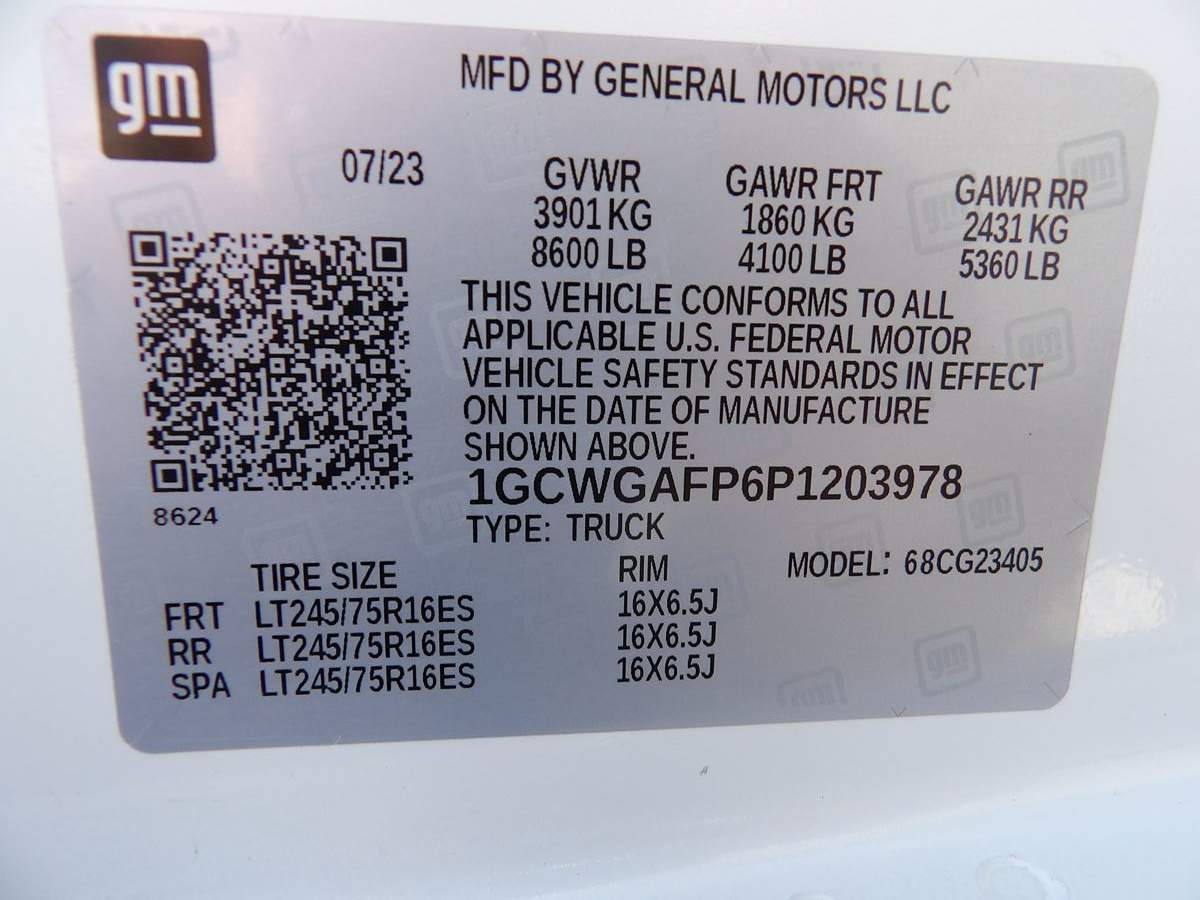 gm
MFD BY GENERAL MOTORS LLC
07/23
GVWR GAWR FRT GAWR RR
3901 KG 1860 KG 2431 KG
8600 LB 4100 LB 5360 LB
THIS VEHICLE CONFORMS TO ALL
APPLICABLE U.S. FEDERAL MOTOR
VEHICLE SAFETY STANDARDS IN EFFECT
ON THE DATE OF MANUFACTURE
SHOWN ABOVE.
1GCWGAFP6P1203978
8624
TYPE: TRUCK
TIRE SIZE RIM MODEL: 68CG23405
FRT LT245/75R16ES 16X6.5J
RR LT245/75R16ES 16X6.5J
SPA LT245/75R16ES 16X6.5J